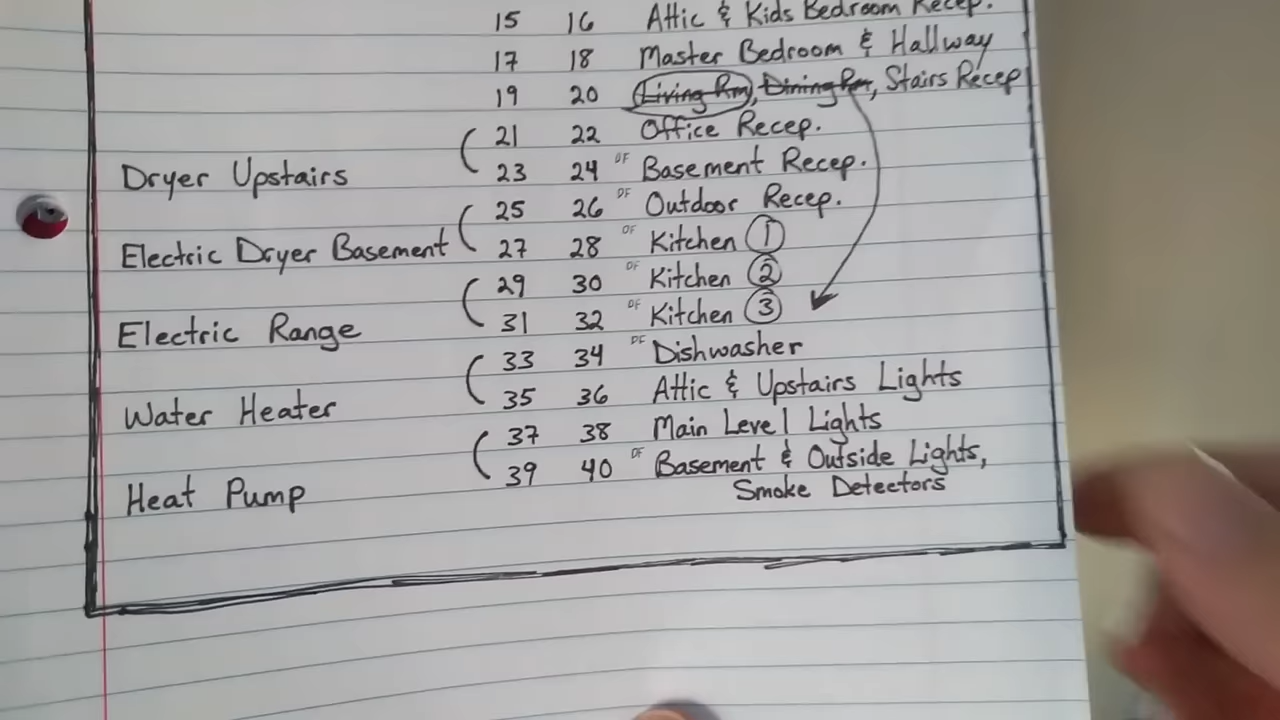 15 16 Attic & Kids Bedroom Recep.
17 18 Master Bedroom & Hallway
19 20 Living Rm, Dining Rm, Stairs Recep
21 22 Office Recep.
Dryer Upstairs 23 24 DF Basement Recep.
25 26 DF Outdoor Recep.
Electric Dryer Basement 27 28 DF Kitchen 1
29 30 DF Kitchen 2
Electric Range 31 32 DF Kitchen 3
33 34 DF Dishwasher
Water Heater 35 36 Attic & Upstairs Lights
37 38 Main Level Lights
Heat Pump 39 40 DF Basement & Outside Lights,
Smoke Detectors